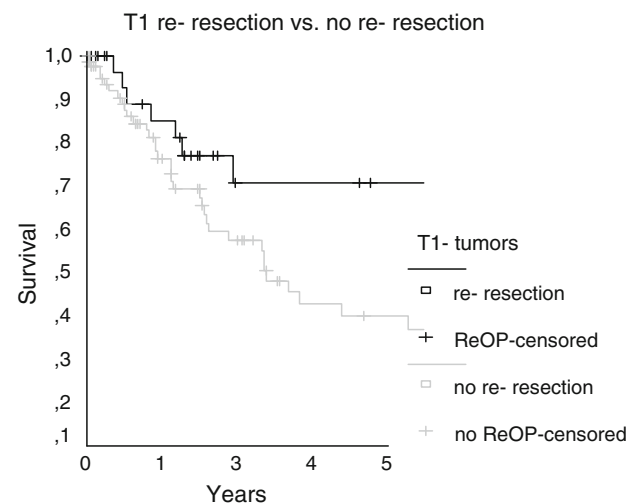 T1 re- resection vs. no re- resection
1,0
,9
,8
,7
,6
,5
,4
,3
,2
,1
Survival
0
1
3
4
5
Years
T1- tumors
re- resection
ReOP-censored
no re- resection
no ReOP-censored